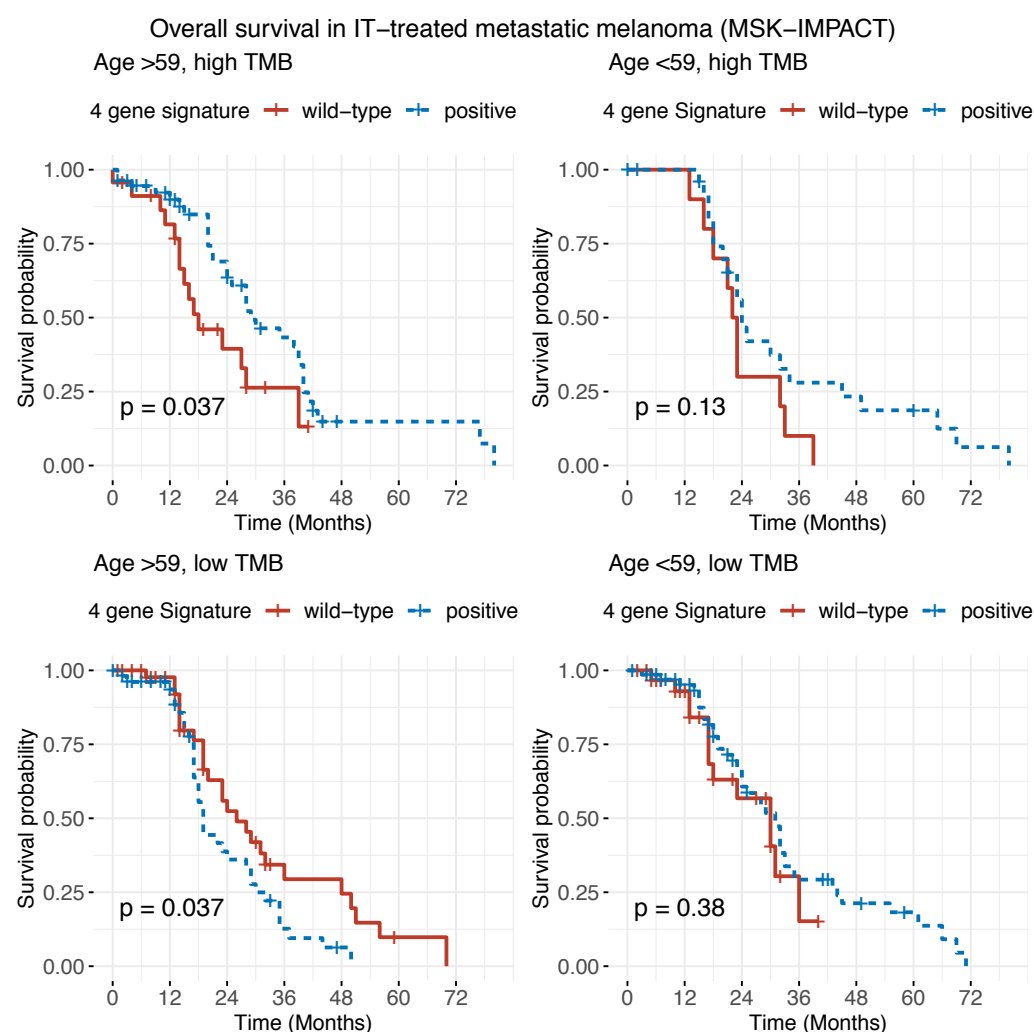 Overall survival in IT−treated metastatic melanoma (MSK−IMPACT)
Age >59, high TMB
4 gene signature wild−type positive
Survival probability
1.00
0.75
0.50
0.25
0.00
p = 0.037
0 12 24 36 48 60 72
Time (Months)
Age <59, high TMB
4 gene Signature wild−type positive
Survival probability
1.00
0.75
0.50
0.25
0.00
p = 0.13
0 12 24 36 48 60 72
Time (Months)
Age >59, low TMB
4 gene Signature wild−type positive
Survival probability
1.00
0.75
0.50
0.25
0.00
p = 0.037
0 12 24 36 48 60 72
Time (Months)
Age <59, low TMB
4 gene Signature wild−type positive
Survival probability
1.00
0.75
0.50
0.25
0.00
p = 0.38
0 12 24 36 48 60 72
Time (Months)